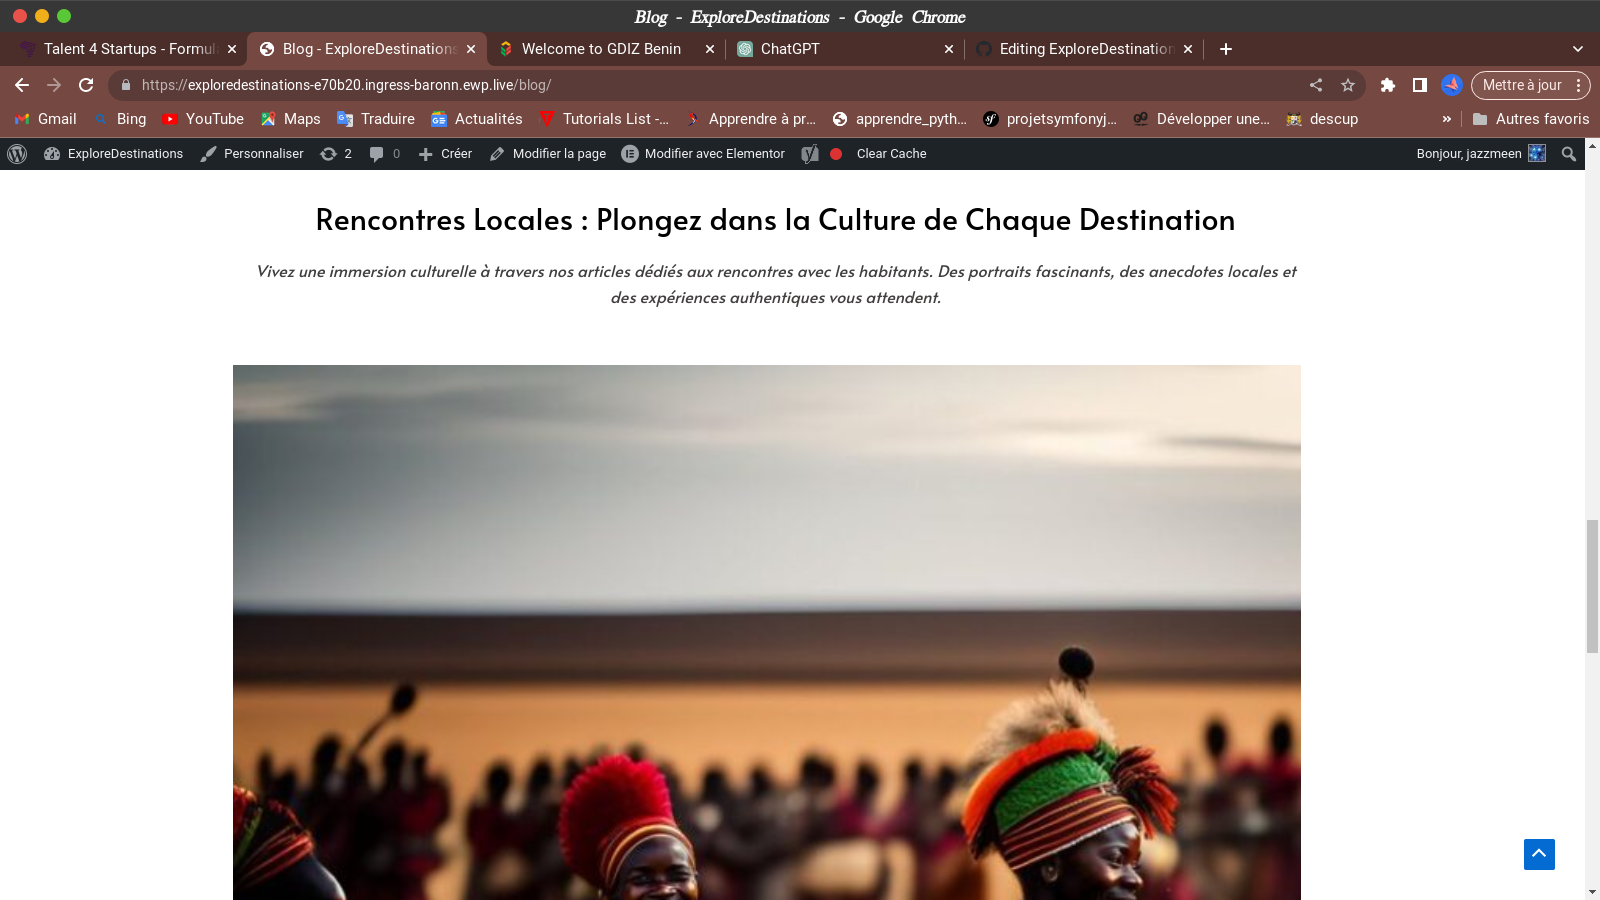 Blog - ExploreDestinations - Google Chrome
Talent 4 Startups - Formul
Blog - ExploreDestinations
Welcome to GDIZ Benin
ChatGPT
Editing ExploreDestination
https://exploredestinations-e70b20.ingress-baronn.ewp.live/blog/
Mettre à jour
Gmail Bing YouTube Maps Traduire Actualités Tutorials List -... Apprendre à pr... apprendre_pyth... projetsymfonyj... Développer une... descup » Autres favoris
ExploreDestinations Personnaliser 2 0 Créer Modifier la page Modifier avec Elementor Clear Cache Bonjour, jazzmeen
Rencontres Locales : Plongez dans la Culture de Chaque Destination
Vivez une immersion culturelle à travers nos articles dédiés aux rencontres avec les habitants. Des portraits fascinants, des anecdotes locales et
des expériences authentiques vous attendent.